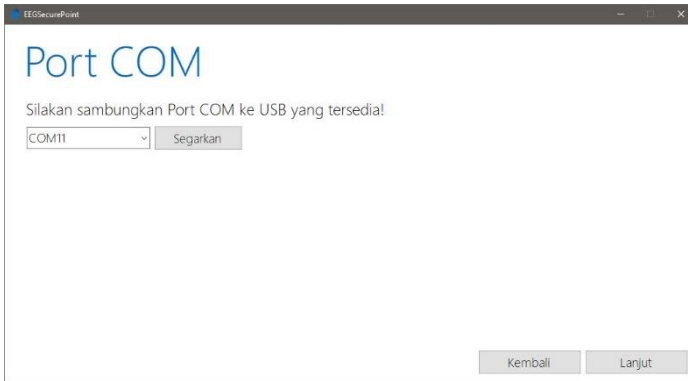 EEGSecurePoint
Port COM
Silakan sambungkan Port COM ke USB yang tersedia!
COM11 Segarkan
Kembali Lanjut